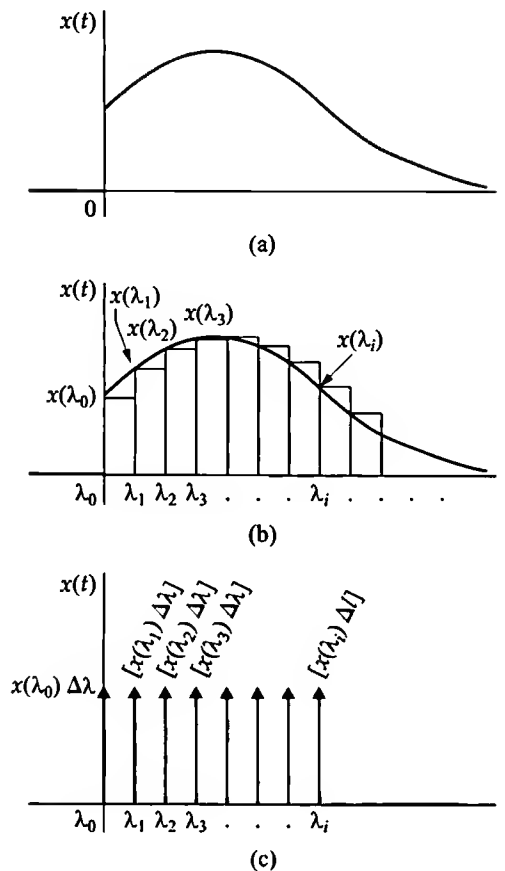 x(t)
0
(a)
x(t)
x(λ₁)
x(λ₂) x(λ₃)
x(λᵢ)
x(λ₀)
λ₀ λ₁ λ₂ λ₃ . . . λᵢ . . . .
(b)
x(t)
[x(λ₁) Δλ] [x(λ₂) Δλ] [x(λ₃) Δλ] [x(λᵢ) Δl]
x(λ₀) Δλ
λ₀ λ₁ λ₂ λ₃ . . . λᵢ
(c)